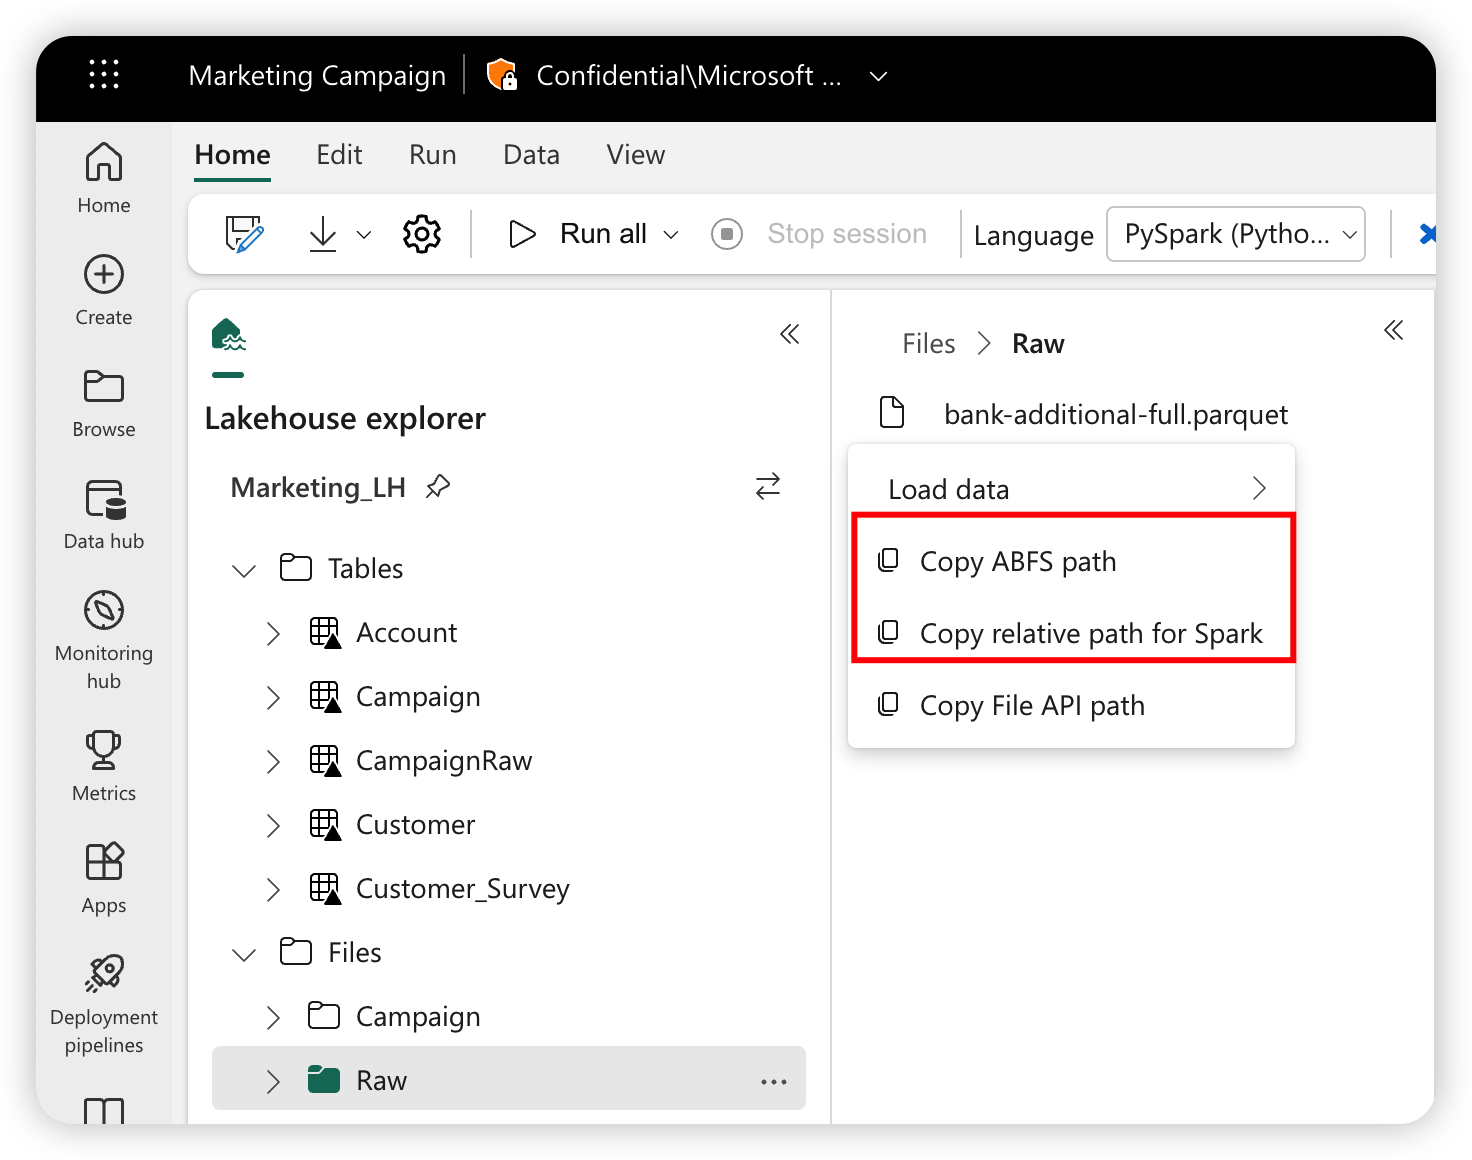 Marketing Campaign
Confidential\Microsoft ...
Home
Edit
Run
Data
View
Run all
Stop session
Language
PySpark (Pytho...
Home
Create
Browse
Data hub
Monitoring
hub
Metrics
Apps
Deployment
pipelines
Lakehouse explorer
Marketing_LH
Tables
Account
Campaign
CampaignRaw
Customer
Customer_Survey
Files
Campaign
Raw
Files
Raw
bank-additional-full.parquet
Load data
Copy ABFS path
Copy relative path for Spark
Copy File API path